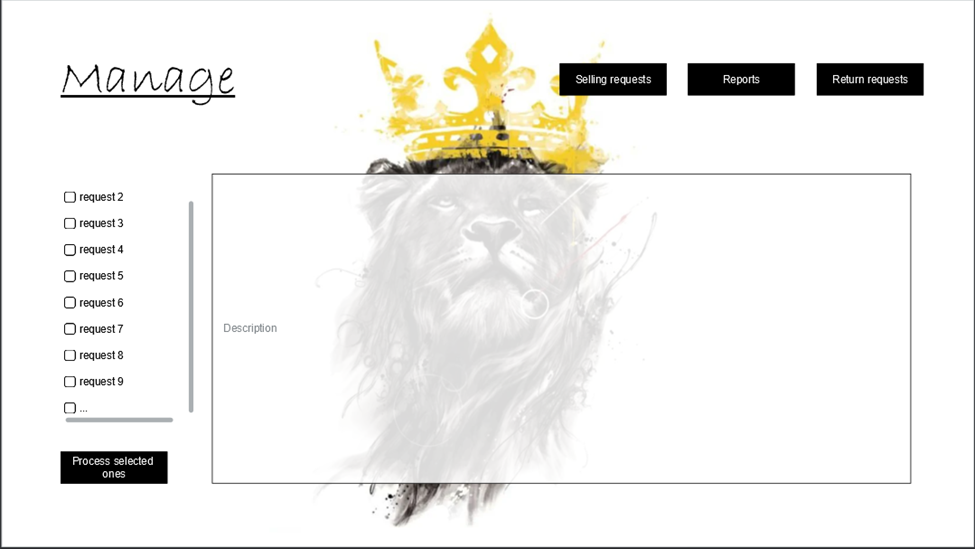 Manage
Selling requests
Reports
Return requests
request 2
request 3
request 4
request 5
request 6
request 7
request 8
request 9
...
Description
Process selected
ones